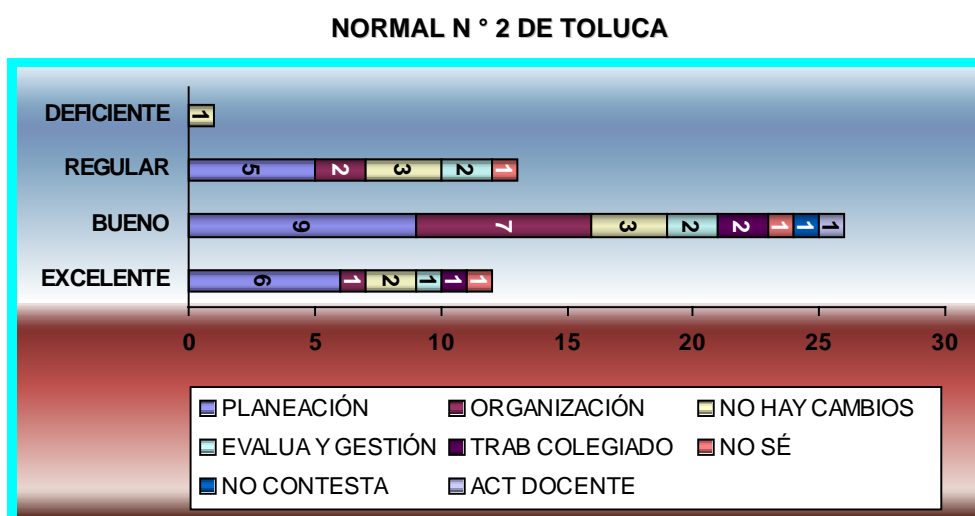 NORMAL N ° 2 DE TOLUCA
DEFICIENTE 1
REGULAR 5 2 3 2 1
BUENO 9 7 3 2 2 1 1 1
EXCELENTE 6 1 2 1 1 1
0 5 10 15 20 25 30
PLANEACIÓN ORGANIZACIÓN NO HAY CAMBIOS
EVALUA Y GESTIÓN TRAB COLEGIADO NO SÉ
NO CONTESTA ACT DOCENTE